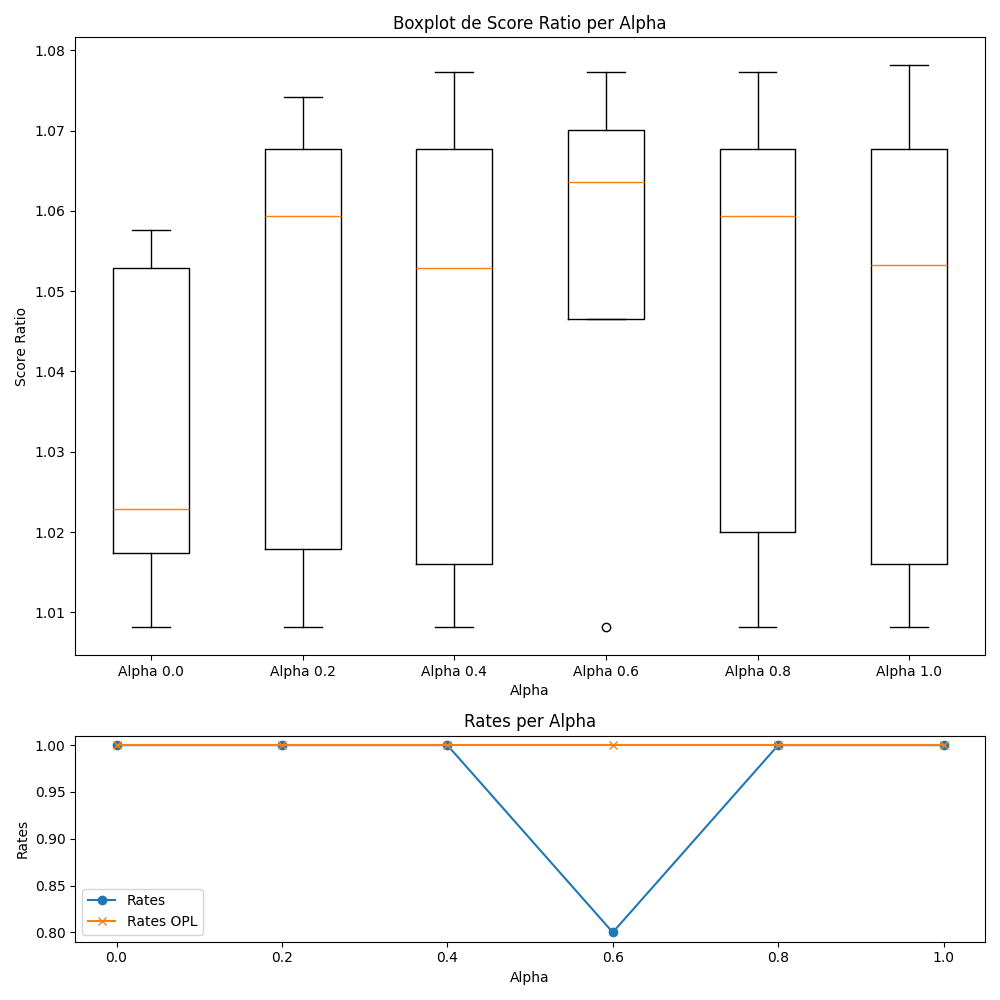 Boxplot de Score Ratio per Alpha
1.08
1.07
1.06
1.05
1.04
1.03
1.02
1.01
Score Ratio
Alpha 0.0 Alpha 0.2 Alpha 0.4 Alpha 0.6 Alpha 0.8 Alpha 1.0
Alpha
Rates per Alpha
1.00
0.95
0.90
0.85
0.80
Rates
Rates
Rates OPL
0.0 0.2 0.4 0.6 0.8 1.0
Alpha